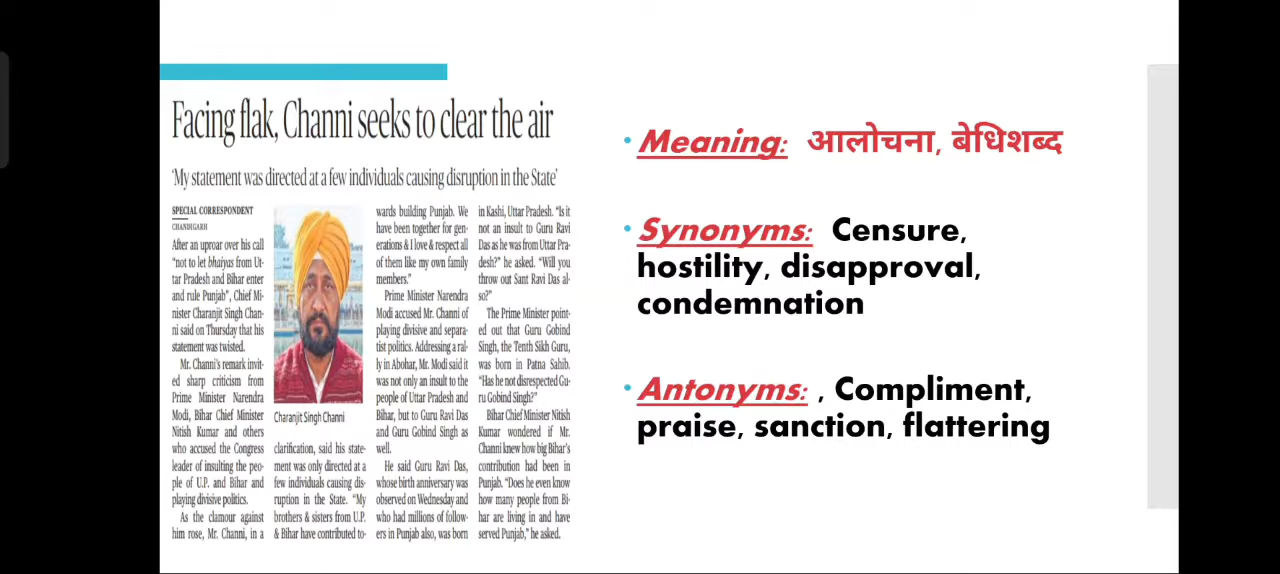 Facing flak, Channi seeks to clear the air
'My statement was directed at a few individuals causing disruption in the State'
SPECIAL CORRESPONDENT
CHANDIGARH
After an uproar over his call
"not to let bhaiyas from Ut-
tar Pradesh and Bihar enter
and rule Punjab", Chief Mi-
nister Charanjit Singh Chan-
ni said on Thursday that his
statement was twisted.
Mr. Channi's remark invit-
ed sharp criticism from
Prime Minister Narendra
Modi, Bihar Chief Minister
Nitish Kumar and others
who accused the Congress
leader of insulting the peo-
ple of U.P. and Bihar and
playing divisive politics.
As the clamour against
him rose, Mr. Channi, in a
Charanjit Singh Channi
clarification, said his state-
ment was only directed at a
few individuals causing dis-
ruption in the State. "My
brothers & sisters from U.P.
& Bihar have contributed to-
wards building Punjab. We
have been together for gen-
erations & I love & respect all
of them like my own family
members."
Prime Minister Narendra
Modi accused Mr. Channi of
playing divisive and separa-
tist politics. Addressing a ral-
ly in Abohar, Mr. Modi said it
was not only an insult to the
people of Uttar Pradesh and
Bihar, but to Guru Ravi Das
and Guru Gobind Singh as
well.
He said Guru Ravi Das,
whose birth anniversary was
observed on Wednesday and
who had millions of follow-
ers in Punjab also, was born
in Kashi, Uttar Pradesh. "Is it
not an insult to Guru Ravi
Das as he was from Uttar Pra-
desh?" he asked. "Will you
throw out Sant Ravi Das al-
so?"
The Prime Minister point-
ed out that Guru Gobind
Singh, the Tenth Sikh Guru,
was born in Patna Sahib.
"Has he not disrespected Gu-
ru Gobind Singh?"
Bihar Chief Minister Nitish
Kumar wondered if Mr.
Channi knew how big Bihar's
contribution had been in
Punjab. "Does he even know
how many people from Bi-
har are living in and have
served Punjab," he asked.
• Meaning: आलोचना, बेधिशब्द
• Synonyms: Censure,
hostility, disapproval,
condemnation
• Antonyms: , Compliment,
praise, sanction, flattering